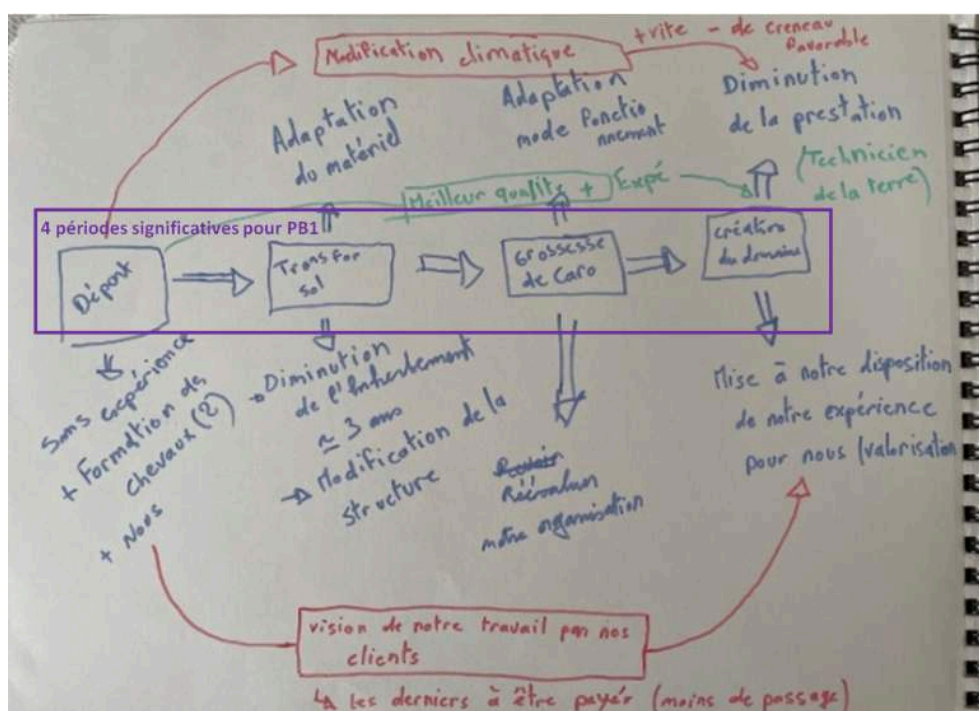 + vite - de creneau
favorable
Modification climatique
Adaptation
du matériel
Adaptation
mode fonctio
nnement
Diminution
de la prestation
(Technicien
de la terre)
Meilleur qualité + Expé
4 périodes significatives pour PB1
Départ
Transfor
sol
Grossesse
de Caro
création
du domaine
Sans expérience
+ Formation de
chevaux (2)
+ Nous
Diminution
de l'Enherbement
≈ 3 ans
Modification de la
structure
Réévaluer
notre organisation
Mise à notre disposition
de notre expérience
pour nous (valorisation
vision de notre travail par nos
clients
les derniers à être payér (moins de passage)